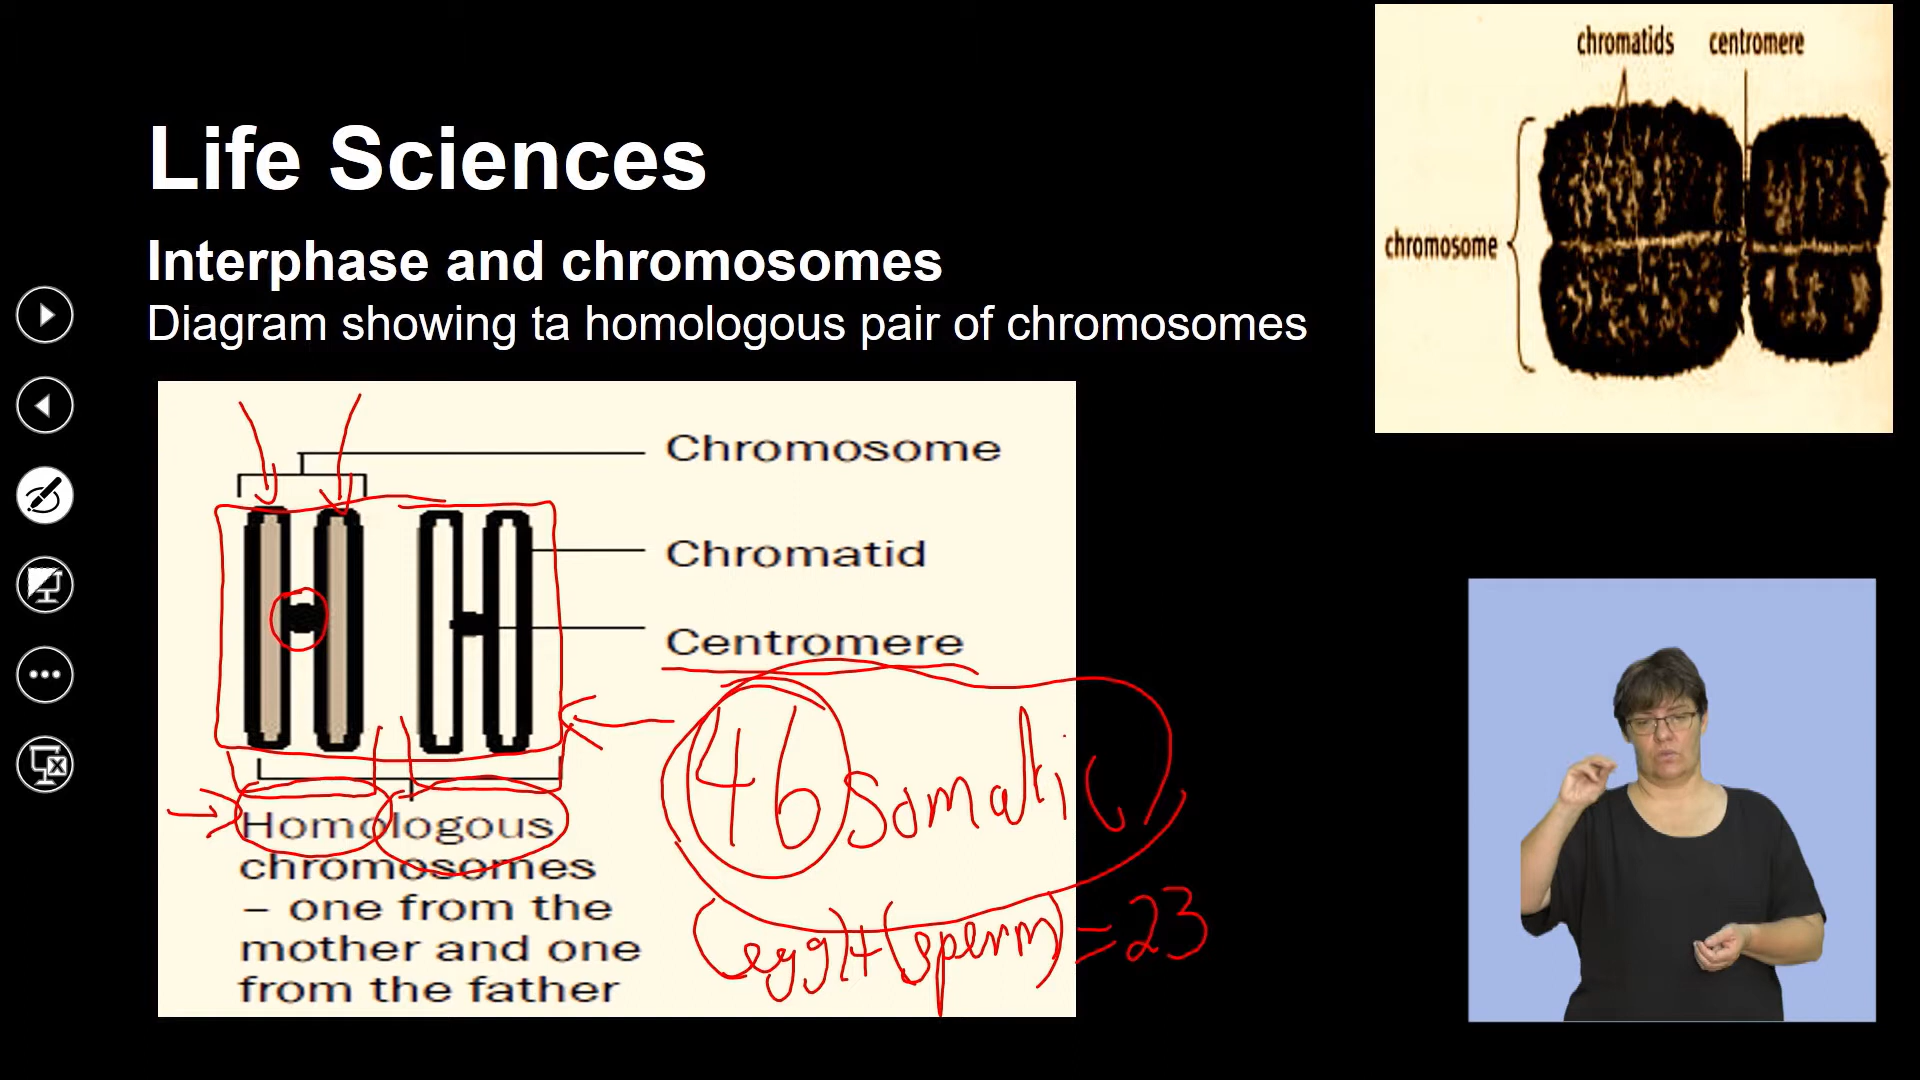 Life Sciences
Interphase and chromosomes
Diagram showing ta homologous pair of chromosomes
chromatids centromere
chromosome
Chromosome
Chromatid
Centromere
Homologous
chromosomes
– one from the
mother and one
from the father
46 Somatic
(egg)+(sperm) = 23